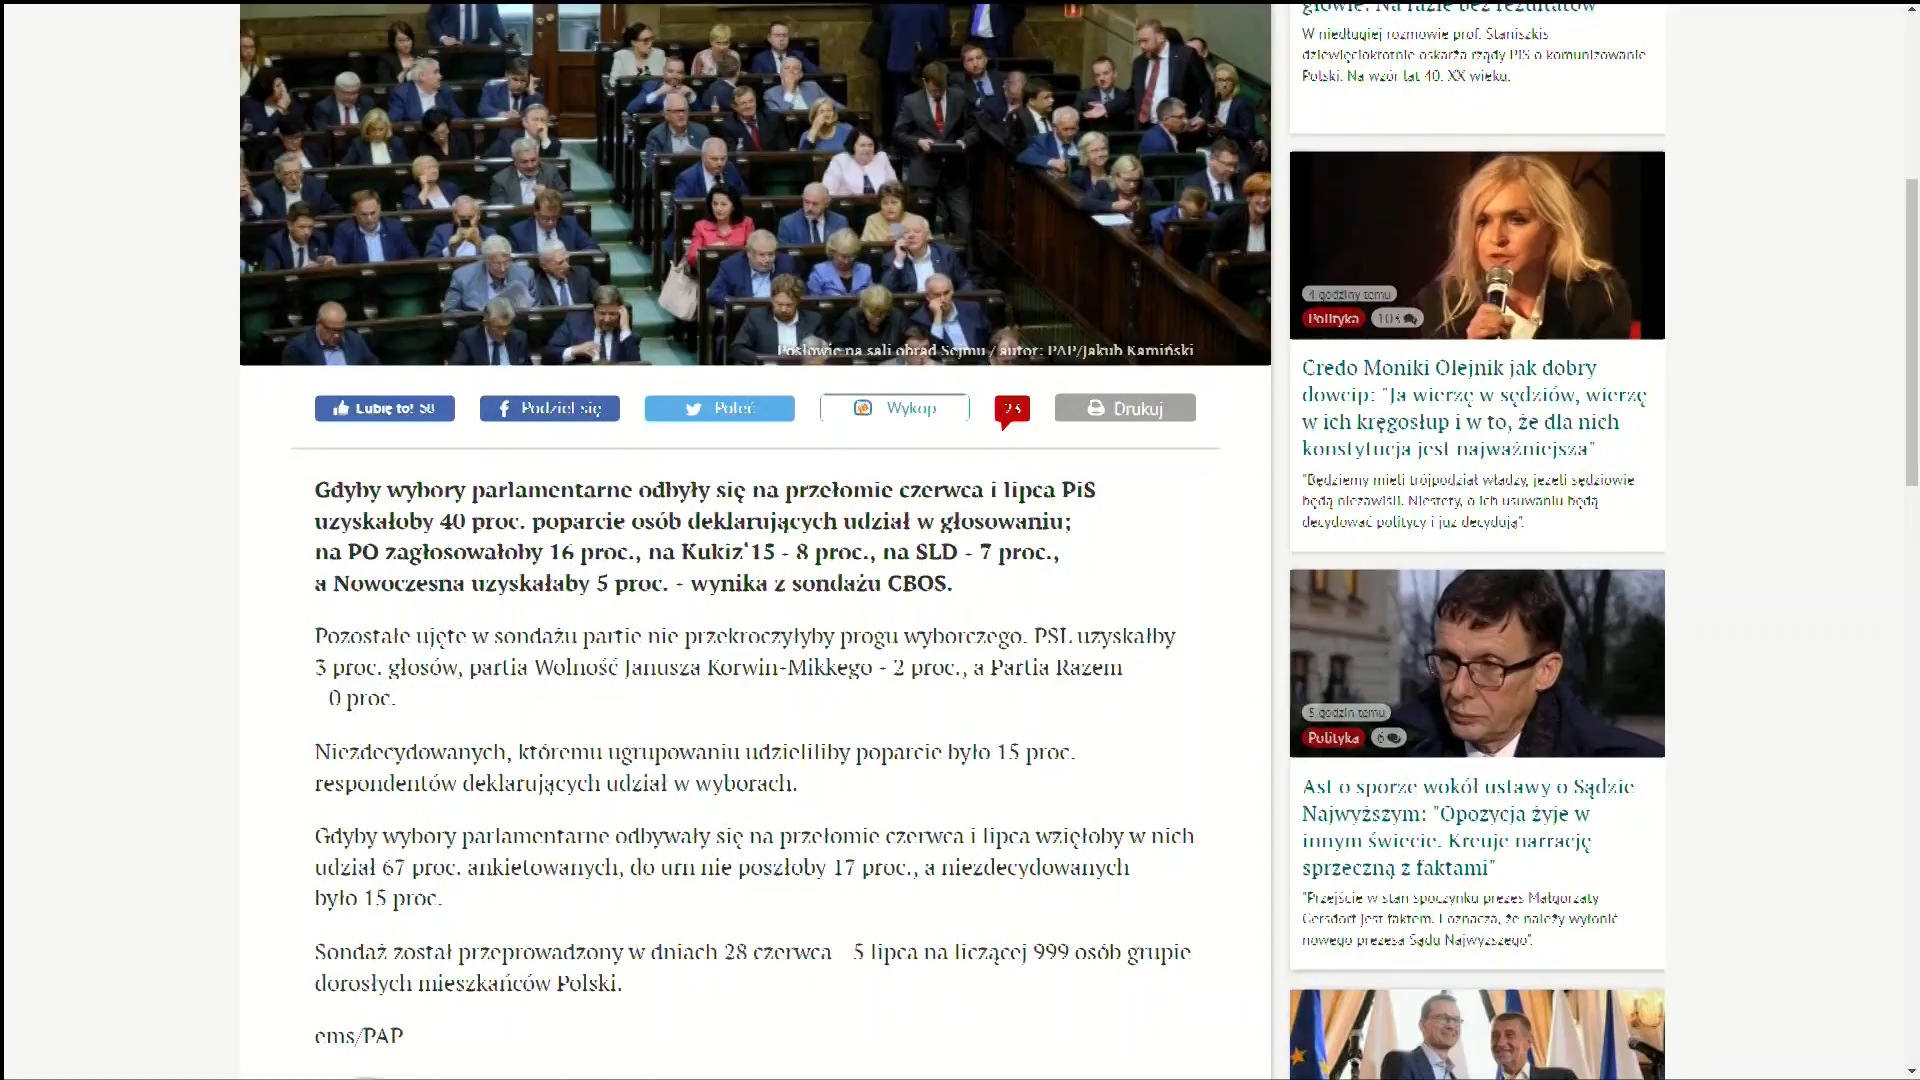 Posłowie na sali obrad Sejmu / autor: PAP/Jakub Kamiński
Lubię to! 58
Podziel się
Poleć
Wykop
Drukuj
Gdyby wybory parlamentarne odbyły się na przełomie czerwca i lipca PiS
uzyskałoby 40 proc. poparcie osób deklarujących udział w głosowaniu;
na PO zagłosowałoby 16 proc., na Kukiz'15 - 8 proc., na SLD - 7 proc.,
a Nowoczesna uzyskałaby 5 proc. - wynika z sondażu CBOS.
Pozostałe ujęte w sondażu partie nie przekroczyłyby progu wyborczego. PSL uzyskałby
3 proc. głosów, partia Wolność Janusza Korwin-Mikkego - 2 proc., a Partia Razem
0 proc.
Niezdecydowanych, któremu ugrupowaniu udzieliliby poparcie było 15 proc.
respondentów deklarujących udział w wyborach.
Gdyby wybory parlamentarne odbywały się na przełomie czerwca i lipca wzięłoby w nich
udział 67 proc. ankietowanych, do urn nie poszłoby 17 proc., a niezdecydowanych
było 15 proc.
Sondaż został przeprowadzony w dniach 28 czerwca 5 lipca na liczącej 999 osób grupie
dorosłych mieszkańców Polski.
ems/PAP
głowie. Na razie bez rezultatów
W niedługiej rozmowie prof. Staniszkis
dziewięciokrotnie oskarża rządy PiS o komunizowanie
Polski. Na wzór lat 40. XX wieku.
4 godziny temu
Polityka
Credo Moniki Olejnik jak dobry
dowcip: "Ja wierzę w sędziów, wierzę
w ich kręgosłup i w to, że dla nich
konstytucja jest najważniejsza"
"Będziemy mieli trójpodział władzy, jeżeli sędziowie
będą niezawiśli. Niestety, o ich usuwaniu będą
decydować politycy i już decydują".
5 godzin temu
Polityka 6
Ast o sporze wokół ustawy o Sądzie
Najwyższym: "Opozycja żyje w
innym świecie. Kreuje narrację
sprzeczną z faktami"
"Przejście w stan spoczynku prezes Małgorzaty
Gersdorf jest faktem. I oznacza, że należy wyłonić
nowego prezesa Sądu Najwyższego".